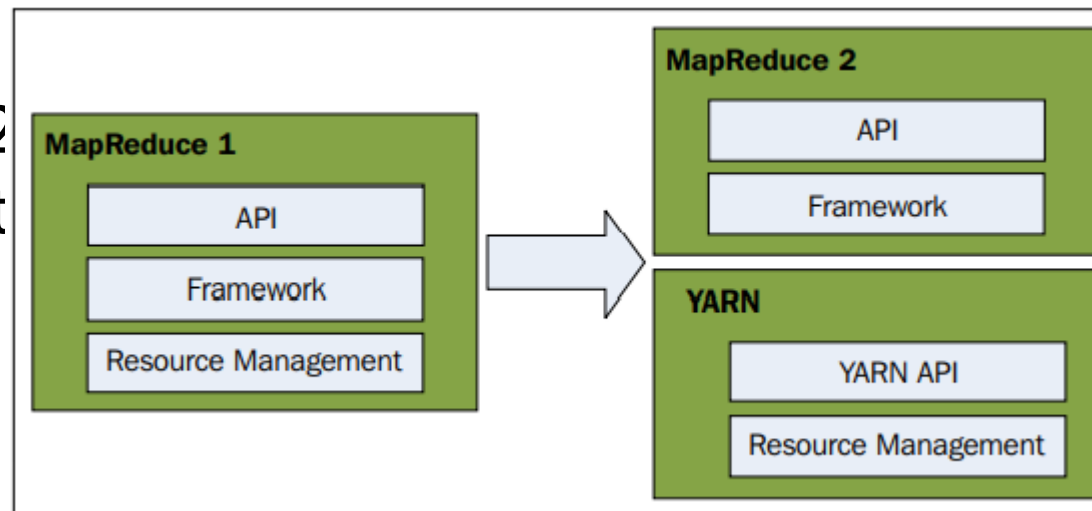 MapReduce 1
API
Framework
Resource Management
MapReduce 2
API
Framework
YARN
YARN API
Resource Management